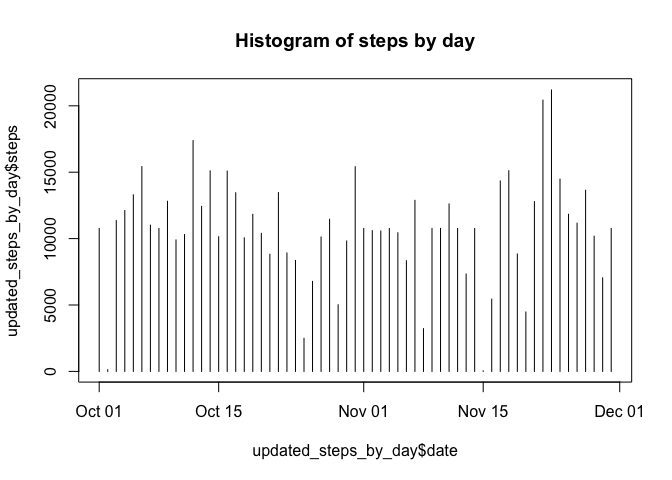 Histogram of steps by day
updated_steps_by_day$steps
20000
15000
10000
5000
0
Oct 01
Oct 15
Nov 01
Nov 15
Dec 01
updated_steps_by_day$date